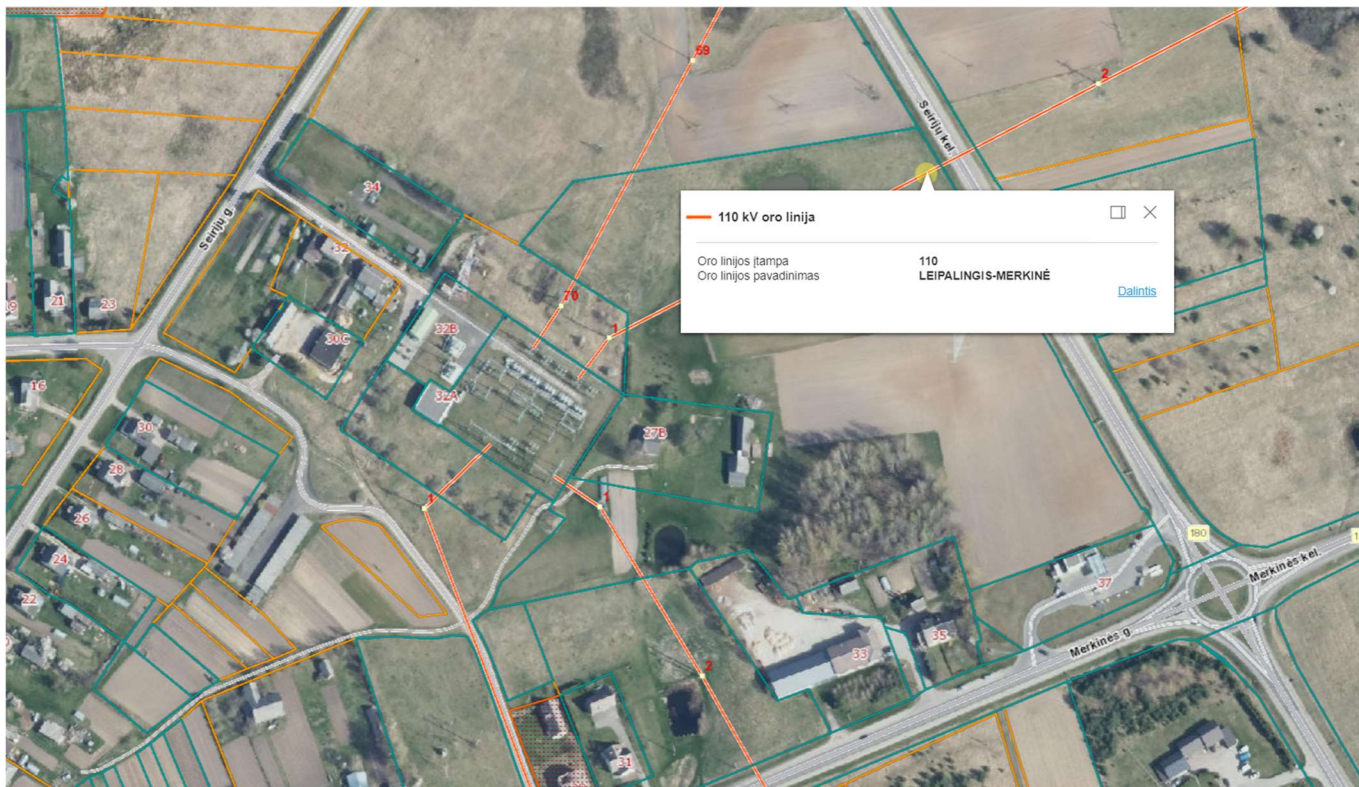 69
2
Seirijų kel.
34
Seirijų g.
110 kV oro linija
Oro linijos įtampa 110
Oro linijos pavadinimas LEIPALINGIS-MERKINĖ
Dalintis
32
21
23
70
1
32B
30C
16
32A
27B
30
1
1
28
26
180
24
37
Merkinės kel.
22
35
Merkinės g.
33
2
31